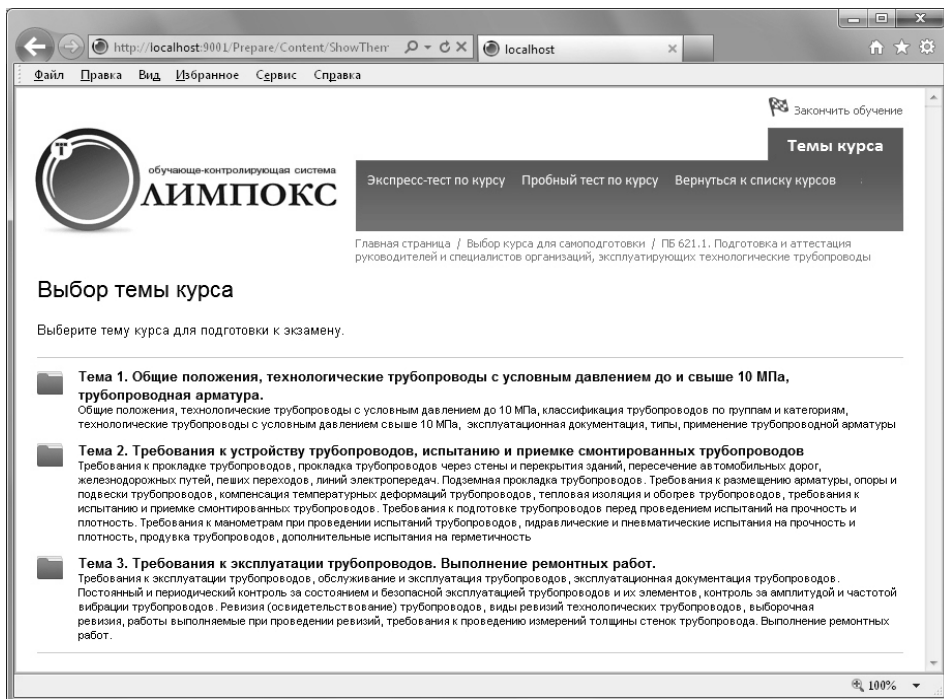 http://localhost:9001/Prepare/Content/ShowThem
localhost
Файл Правка Вид Избранное Сервис Справка
Закончить обучение
Темы курса
обучающе-контролирующая система
ОЛИМПОКС
Экспресс-тест по курсу Пробный тест по курсу Вернуться к списку курсов
Главная страница / Выбор курса для самоподготовки / ПБ 621.1. Подготовка и аттестация
руководителей и специалистов организаций, эксплуатирующих технологические трубопроводы
Выбор темы курса
Выберите тему курса для подготовки к экзамену.
Тема 1. Общие положения, технологические трубопроводы с условным давлением до и свыше 10 МПа,
трубопроводная арматура.
Общие положения, технологические трубопроводы с условным давлением до 10 МПа, классификация трубопроводов по группам и категориям,
технологические трубопроводы с условным давлением свыше 10 МПа, эксплуатационная документация, типы, применение трубопроводной арматуры
Тема 2. Требования к устройству трубопроводов, испытанию и приемке смонтированных трубопроводов
Требования к прокладке трубопроводов, прокладка трубопроводов через стены и перекрытия зданий, пересечение автомобильных дорог,
железнодорожных путей, пеших переходов, линий электропередач. Подземная прокладка трубопроводов. Требования к размещению арматуры, опоры и
подвески трубопроводов, компенсация температурных деформаций трубопроводов, тепловая изоляция и обогрев трубопроводов, требования к
испытанию и приемке смонтированных трубопроводов. Требования к подготовке трубопроводов перед проведением испытаний на прочность и
плотность. Требования к манометрам при проведении испытаний трубопроводов, гидравлические и пневматические испытания на прочность и
плотность, продувка трубопроводов, дополнительные испытания на герметичность
Тема 3. Требования к эксплуатации трубопроводов. Выполнение ремонтных работ.
Требования к эксплуатации трубопроводов, обслуживание и эксплуатация трубопроводов, эксплуатационная документация трубопроводов.
Постоянный и периодический контроль за состоянием и безопасной эксплуатацией трубопроводов и их элементов, контроль за амплитудой и частотой
вибрации трубопроводов. Ревизия (освидетельствование) трубопроводов, виды ревизий технологических трубопроводов, выборочная
ревизия, работы выполняемые при проведении ревизий, требования к проведению измерений толщины стенок трубопровода. Выполнение ремонтных
работ.
100%